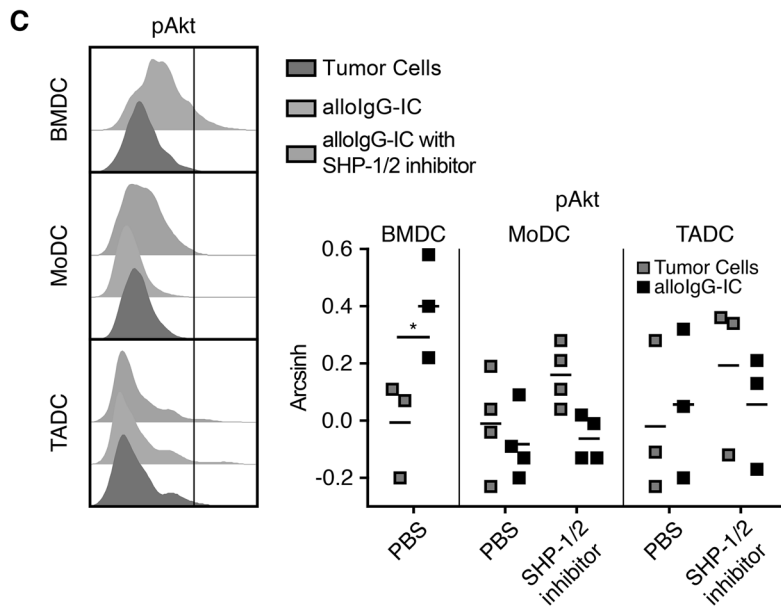 C
pAkt
BMDC
MoDC
TADC
Tumor Cells
alloIgG-IC
alloIgG-IC with
SHP-1/2 inhibitor
pAkt
BMDC
MoDC
TADC
Tumor Cells
alloIgG-IC
Arcsinh
0.6
0.4
0.2
0.0
-0.2
*
PBS
PBS
SHP-1/2
inhibitor
PBS
SHP-1/2
inhibitor